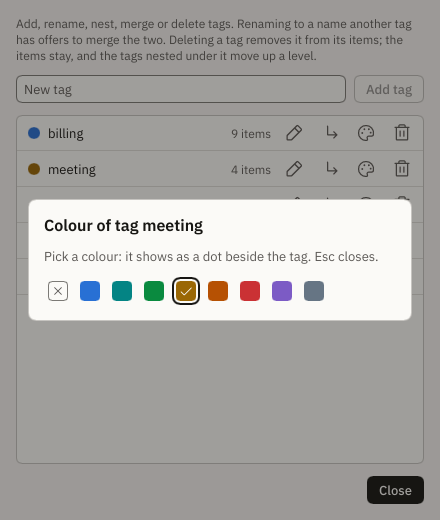 Add, rename, nest, merge or delete tags. Renaming to a name another tag
has offers to merge the two. Deleting a tag removes it from its items; the
items stay, and the tags nested under it move up a level.
New tag
Add tag
billing
9 items
meeting
4 items
Colour of tag meeting
Pick a colour: it shows as a dot beside the tag. Esc closes.
Close